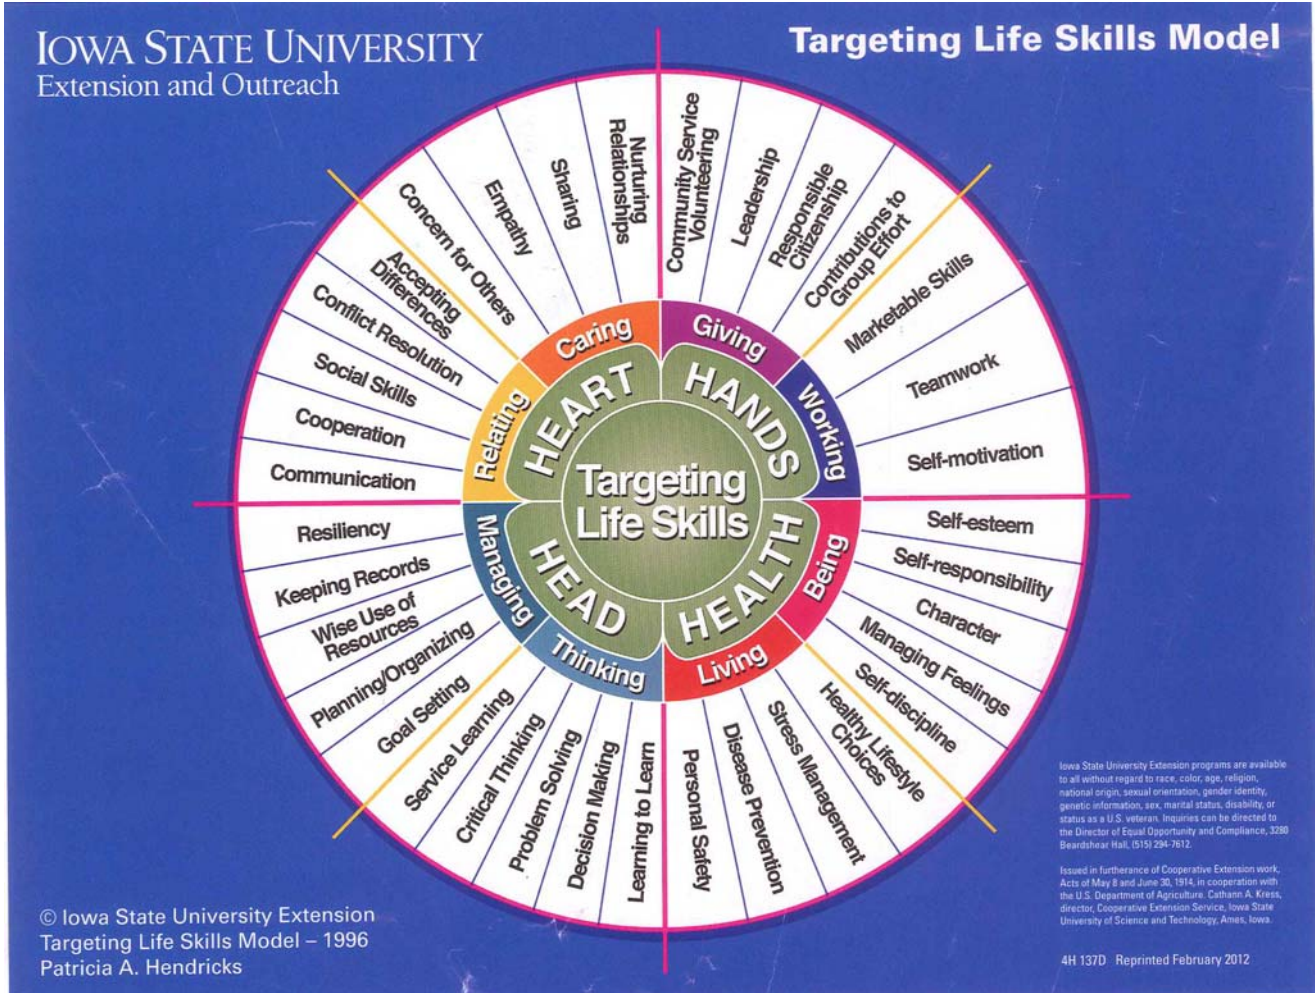 IOWA STATE UNIVERSITY
Extension and Outreach
Targeting Life Skills Model
Nurturing
Relationships
Sharing
Empathy
Concern for Others
Accepting
Differences
Conflict Resolution
Social Skills
Cooperation
Communication
Community Service
Volunteering
Leadership
Responsible
Citizenship
Contributions to
Group Effort
Marketable Skills
Teamwork
Self-motivation
Caring
Giving
Relating
Working
HEART
HANDS
Targeting
Life Skills
HEAD
HEALTH
Managing
Being
Thinking
Living
Resiliency
Keeping Records
Wise Use of
Resources
Planning/Organizing
Goal Setting
Service Learning
Critical Thinking
Problem Solving
Decision Making
Learning to Learn
Self-esteem
Self-responsibility
Character
Managing Feelings
Self-discipline
Healthy Lifestyle
Choices
Stress Management
Disease Prevention
Personal Safety
Iowa State University Extension programs are available
to all without regard to race, color, age, religion,
national origin, sexual orientation, gender identity,
genetic information, sex, marital status, disability, or
status as a U.S. veteran. Inquiries can be directed to
the Director of Equal Opportunity and Compliance, 3280
Beardshear Hall, (515) 294-7612.
Issued in furtherance of Cooperative Extension work,
Acts of May 8 and June 30, 1914, in cooperation with
the U.S. Department of Agriculture. Cathann A. Kress,
director, Cooperative Extension Service, Iowa State
University of Science and Technology, Ames, Iowa.
4H 137D Reprinted February 2012
© Iowa State University Extension
Targeting Life Skills Model – 1996
Patricia A. Hendricks